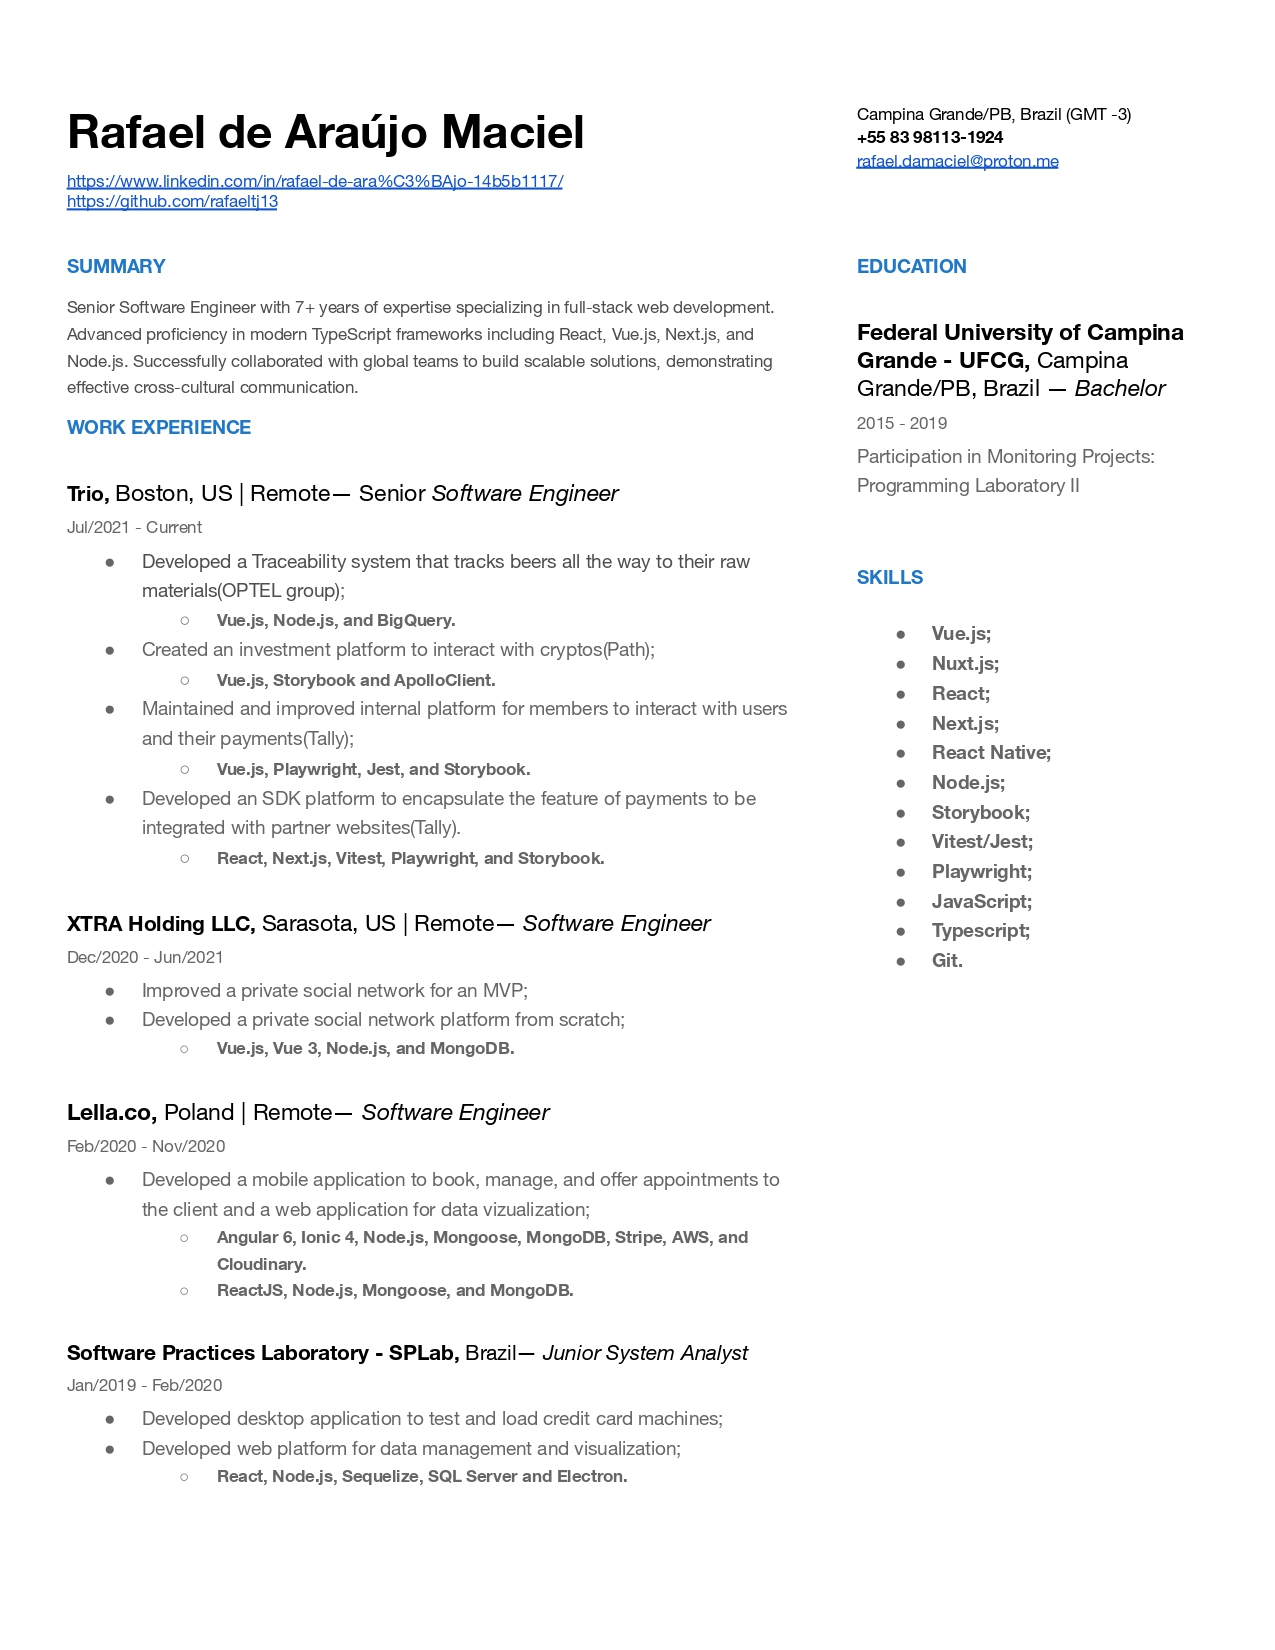 Rafael de Araújo Maciel
https://www.linkedin.com/in/rafael-de-ara%C3%BAjo-14b5b1117/
https://github.com/rafaeltj13
Campina Grande/PB, Brazil (GMT -3)
+55 83 98113-1924
rafael.damaciel@proton.me
SUMMARY
Senior Software Engineer with 7+ years of expertise specializing in full-stack web development.
Advanced proficiency in modern TypeScript frameworks including React, Vue.js, Next.js, and
Node.js. Successfully collaborated with global teams to build scalable solutions, demonstrating
effective cross-cultural communication.
WORK EXPERIENCE
Trio, Boston, US | Remote— Senior Software Engineer
Jul/2021 - Current
● Developed a Traceability system that tracks beers all the way to their raw
materials(OPTEL group);
○ Vue.js, Node.js, and BigQuery.
● Created an investment platform to interact with cryptos(Path);
○ Vue.js, Storybook and ApolloClient.
● Maintained and improved internal platform for members to interact with users
and their payments(Tally);
○ Vue.js, Playwright, Jest, and Storybook.
● Developed an SDK platform to encapsulate the feature of payments to be
integrated with partner websites(Tally).
○ React, Next.js, Vitest, Playwright, and Storybook.
XTRA Holding LLC, Sarasota, US | Remote— Software Engineer
Dec/2020 - Jun/2021
● Improved a private social network for an MVP;
● Developed a private social network platform from scratch;
○ Vue.js, Vue 3, Node.js, and MongoDB.
Lella.co, Poland | Remote— Software Engineer
Feb/2020 - Nov/2020
● Developed a mobile application to book, manage, and offer appointments to
the client and a web application for data vizualization;
○ Angular 6, Ionic 4, Node.js, Mongoose, MongoDB, Stripe, AWS, and
Cloudinary.
○ ReactJS, Node.js, Mongoose, and MongoDB.
Software Practices Laboratory - SPLab, Brazil— Junior System Analyst
Jan/2019 - Feb/2020
● Developed desktop application to test and load credit card machines;
● Developed web platform for data management and visualization;
○ React, Node.js, Sequelize, SQL Server and Electron.
EDUCATION
Federal University of Campina
Grande - UFCG, Campina
Grande/PB, Brazil — Bachelor
2015 - 2019
Participation in Monitoring Projects:
Programming Laboratory II
SKILLS
● Vue.js;
● Nuxt.js;
● React;
● Next.js;
● React Native;
● Node.js;
● Storybook;
● Vitest/Jest;
● Playwright;
● JavaScript;
● Typescript;
● Git.